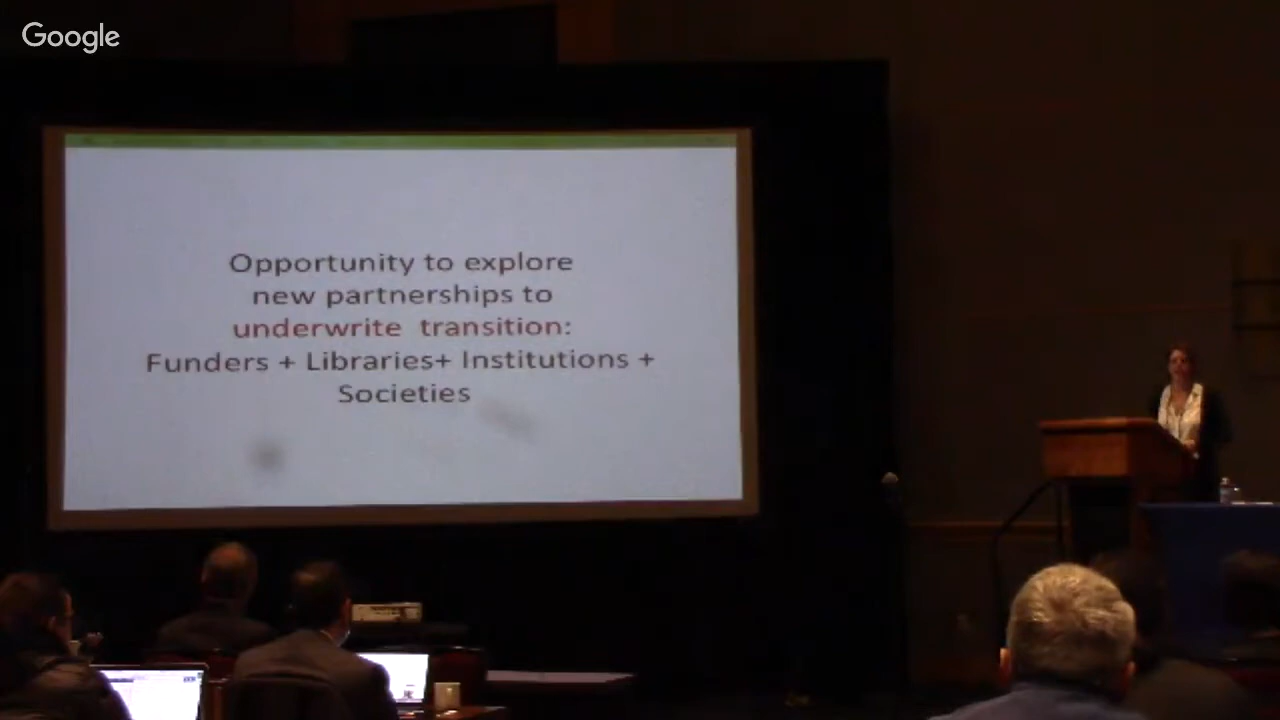 Google
Opportunity to explore
new partnerships to
underwrite transition:
Funders + Libraries+ Institutions +
Societies